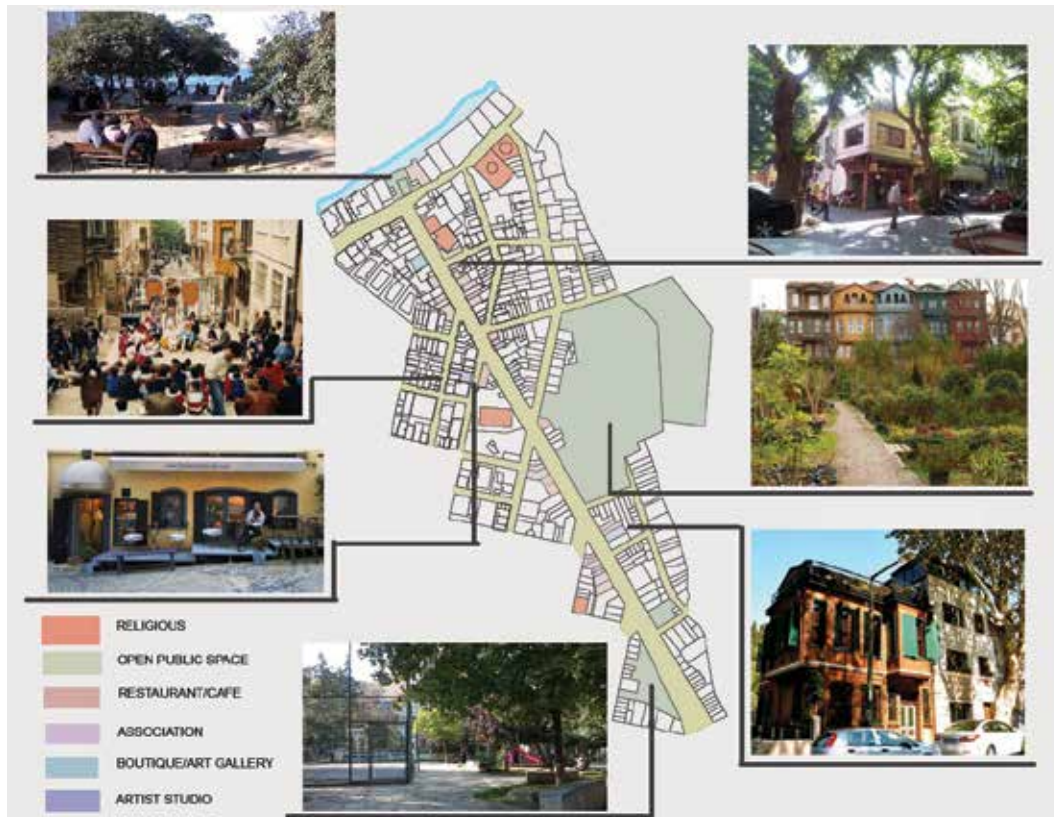 RELIGIOUS
OPEN PUBLIC SPACE
RESTAURANT/CAFE
ASSOCIATION
BOUTIQUE/ART GALLERY
ARTIST STUDIO